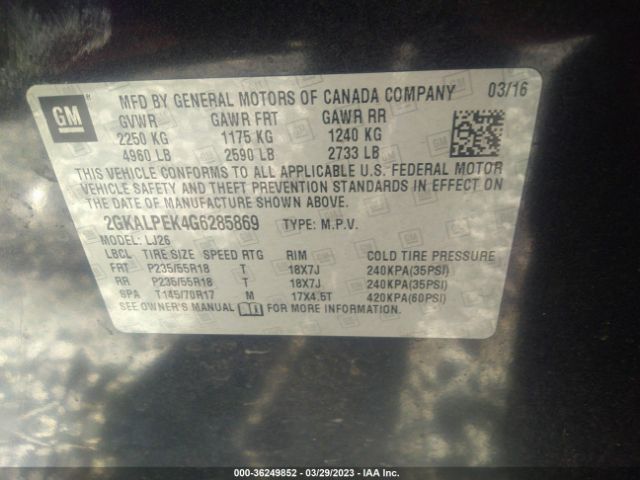 GM
MFD BY GENERAL MOTORS OF CANADA COMPANY 03/16
GVWR GAWR FRT GAWR RR
2250 KG 1175 KG 1240 KG
4960 LB 2590 LB 2733 LB
THIS VEHICLE CONFORMS TO ALL APPLICABLE U.S. FEDERAL MOTOR
VEHICLE SAFETY AND THEFT PREVENTION STANDARDS IN EFFECT ON
THE DATE OF MANUFACTURE SHOWN ABOVE.
2GKALPEK4G6285869 TYPE: M.P.V.
MODEL: LJ26
LBCL TIRE SIZE SPEED RTG RIM COLD TIRE PRESSURE
FRT P235/55R18 T 18X7J 240KPA(35PSI)
RR P235/55R18 T 18X7J 240KPA(35PSI)
SPA T145/70R17 M 17X4.5T 420KPA(60PSI)
SEE OWNER'S MANUAL FOR MORE INFORMATION.
000-36249852 / 03/29/2023 - IAA Inc.